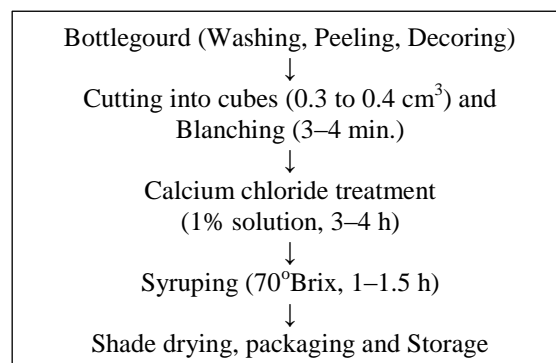 Bottlegourd (Washing, Peeling, Decoring)
↓
Cutting into cubes (0.3 to 0.4 cm³) and
Blanching (3–4 min.)
↓
Calcium chloride treatment
(1% solution, 3–4 h)
↓
Syruping (70°Brix, 1–1.5 h)
↓
Shade drying, packaging and Storage